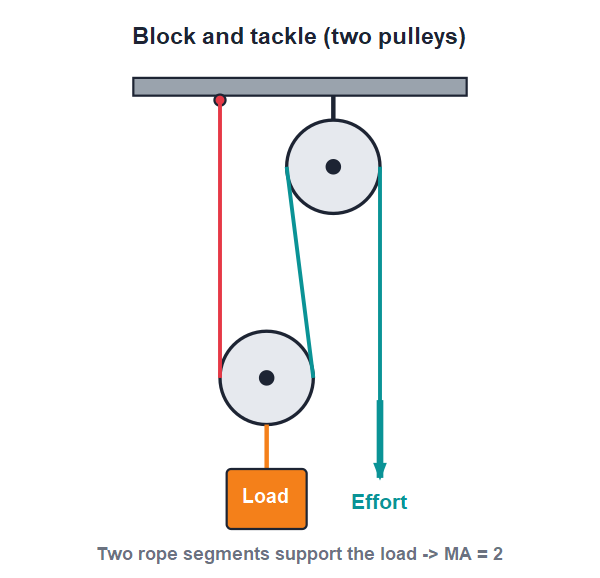 Block and tackle (two pulleys)
Load
Effort
Two rope segments support the load -> MA = 2